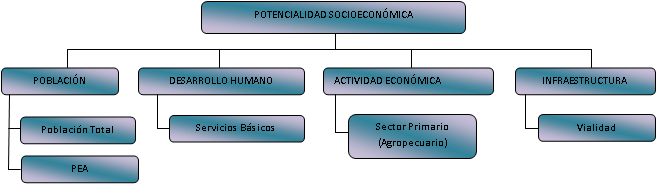 POTENCIALIDAD SOCIOECONÓMICA
POBLACIÓN
DESARROLLO HUMANO
ACTIVIDAD ECONÓMICA
INFRAESTRUCTURA
Población Total
Servicios Básicos
Sector Primario
(Agropecuario)
Vialidad
PEA